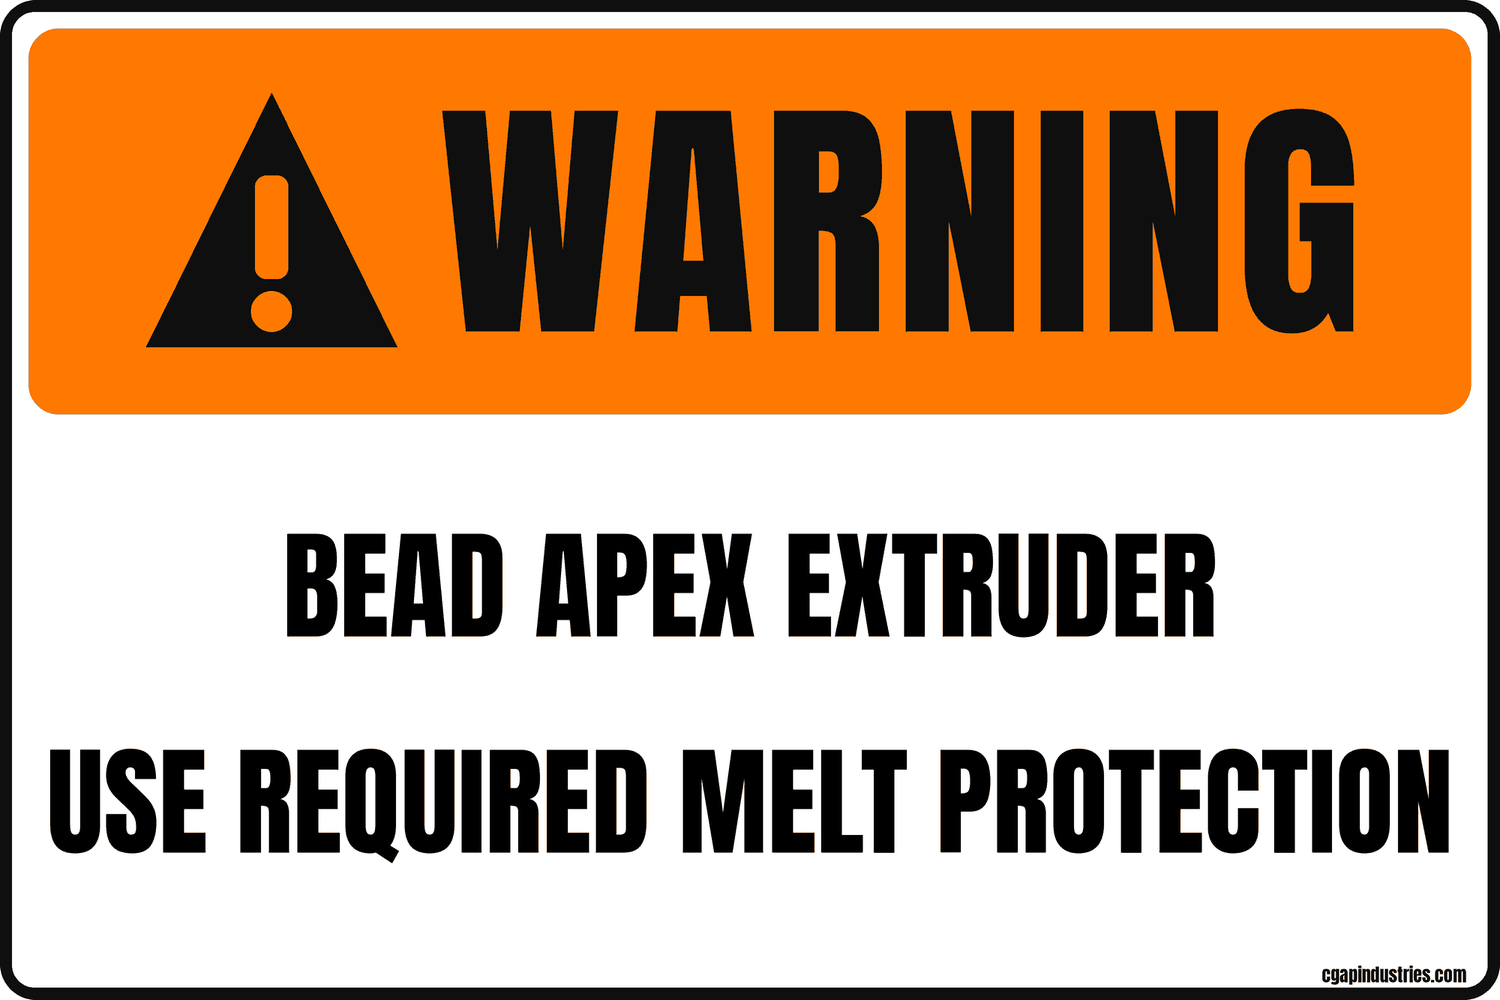 WARNING
BEAD APEX EXTRUDER
USE REQUIRED MELT PROTECTION
cgapindustries.com